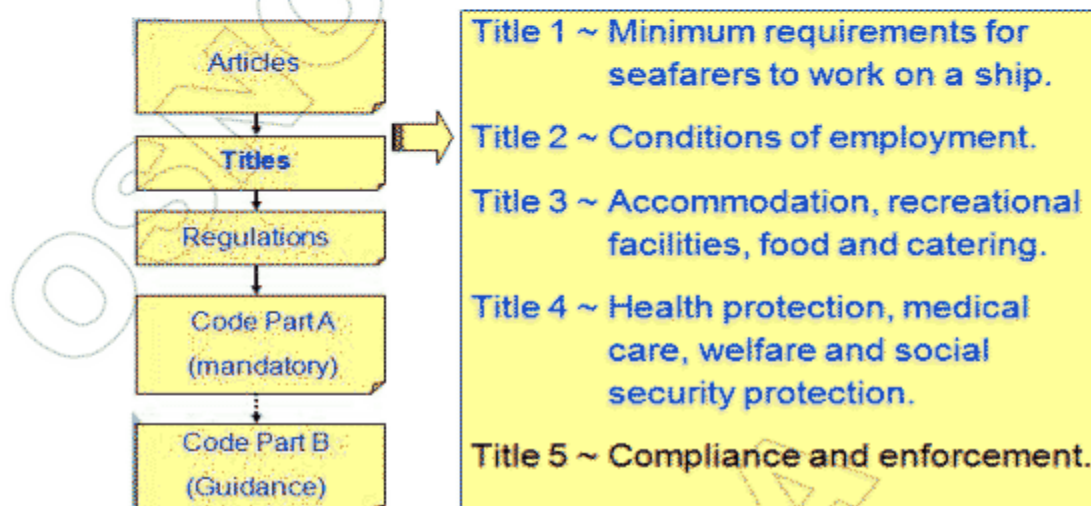 Articles
Titles
Regulations
Code Part A
(mandatory)
Code Part B
(Guidance)
Title 1 ~ Minimum requirements for
seafarers to work on a ship.
Title 2 ~ Conditions of employment.
Title 3 ~ Accommodation, recreational
facilities, food and catering.
Title 4 ~ Health protection, medical
care, welfare and social
security protection.
Title 5 ~ Compliance and enforcement.